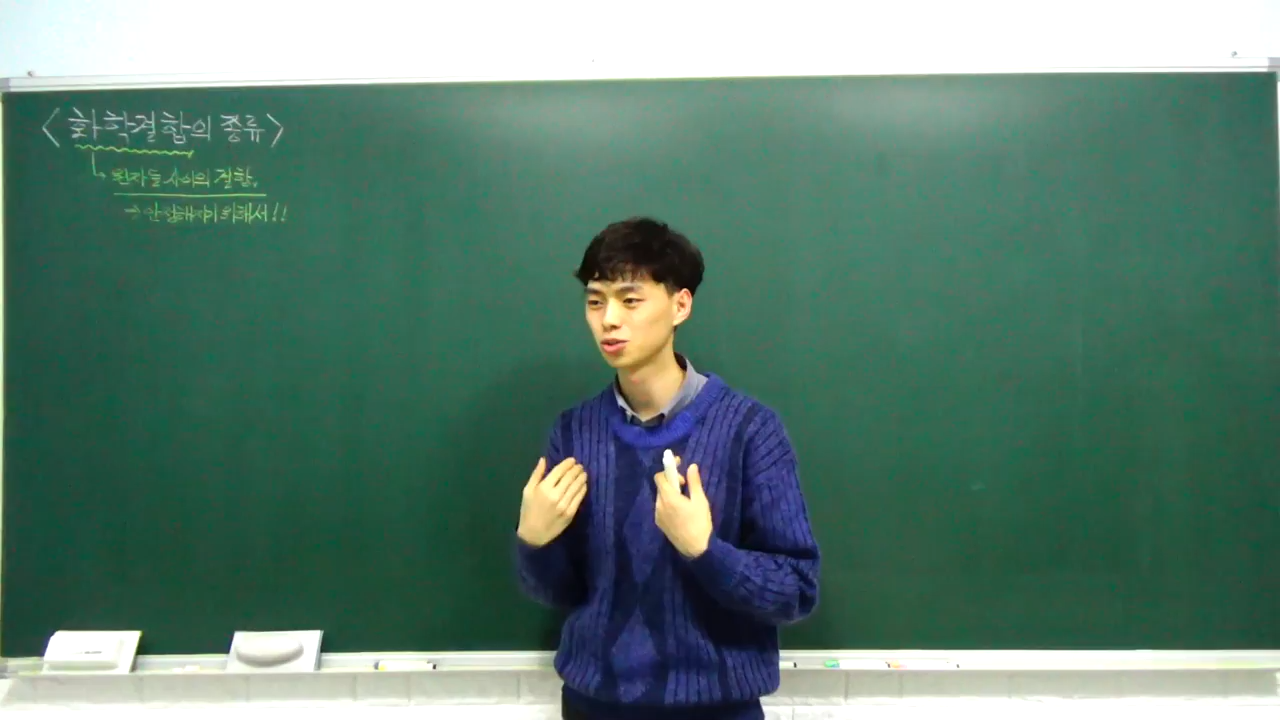 <화학결합의 종류>
↳ 원자들 사이의 결합.
→ 안정해지기 위해서!!